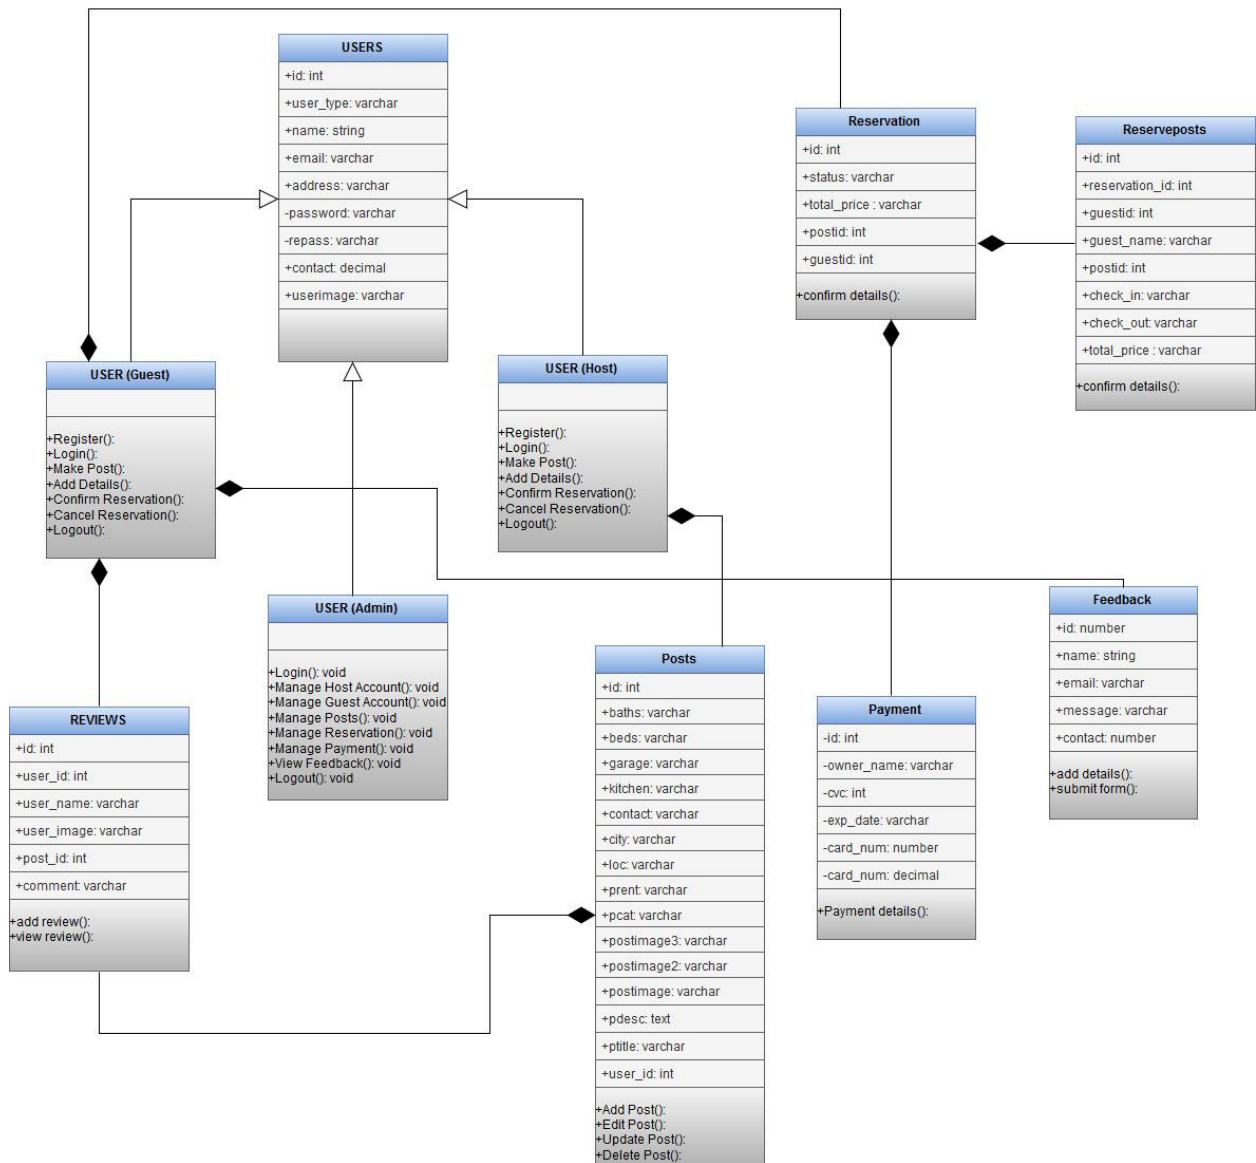 USERS
+id: int
+user_type: varchar
+name: string
+email: varchar
+address: varchar
-password: varchar
-repass: varchar
+contact: decimal
+userimage: varchar
Reservation
+id: int
+status: varchar
+total_price : varchar
+postid: int
+guestid: int
+confirm details():
Reserveposts
+id: int
+reservation_id: int
+guestid: int
+guest_name: varchar
+postid: int
+check_in: varchar
+check_out: varchar
+total_price : varchar
+confirm details():
USER (Guest)
+Register():
+Login():
+Make Post():
+Add Details():
+Confirm Reservation():
+Cancel Reservation():
+Logout():
USER (Host)
+Register():
+Login():
+Make Post():
+Add Details():
+Confirm Reservation():
+Cancel Reservation():
+Logout():
USER (Admin)
+Login(): void
+Manage Host Account(): void
+Manage Guest Account(): void
+Manage Posts(): void
+Manage Reservation(): void
+Manage Payment(): void
+View Feedback(): void
+Logout(): void
Feedback
+id: number
+name: string
+email: varchar
+message: varchar
+contact: number
+add details():
+submit form():
Posts
+id: int
+baths: varchar
+beds: varchar
+garage: varchar
+kitchen: varchar
+contact: varchar
+city: varchar
+loc: varchar
+prent: varchar
+pcat: varchar
+postimage3: varchar
+postimage2: varchar
+postimage: varchar
+pdesc: text
+ptitle: varchar
+user_id: int
+Add Post():
+Edit Post():
+Update Post():
+Delete Post():
Payment
-id: int
-owner_name: varchar
-cvc: int
-exp_date: varchar
-card_num: number
-card_num: decimal
+Payment details():
REVIEWS
+id: int
+user_id: int
+user_name: varchar
+user_image: varchar
+post_id: int
+comment: varchar
+add review():
+view review():